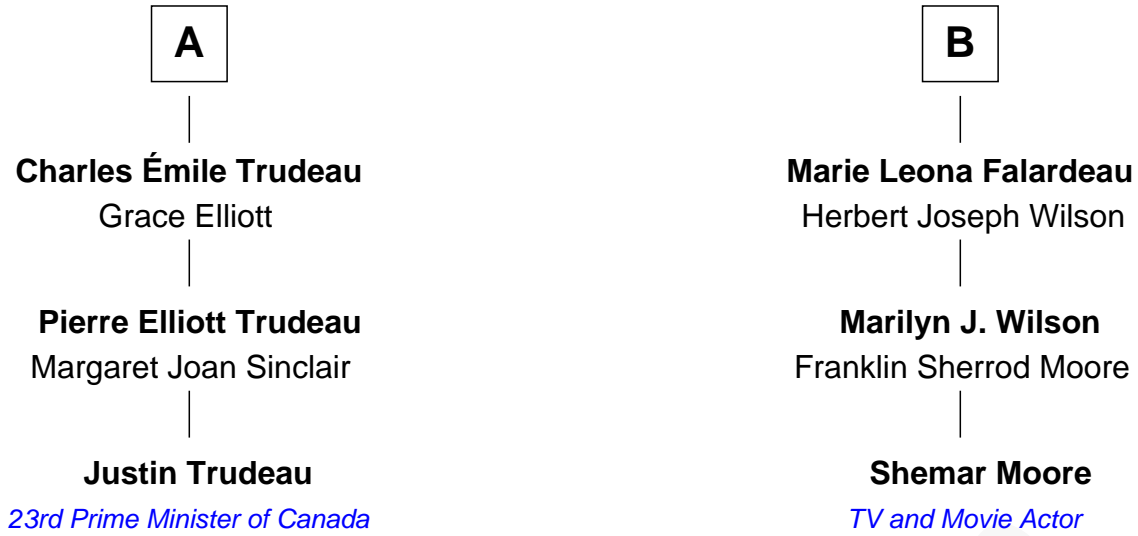 A
Charles Émile Trudeau
Grace Elliott
Pierre Elliott Trudeau
Margaret Joan Sinclair
Justin Trudeau
23rd Prime Minister of Canada
B
Marie Leona Falardeau
Herbert Joseph Wilson
Marilyn J. Wilson
Franklin Sherrod Moore
Shemar Moore
TV and Movie Actor